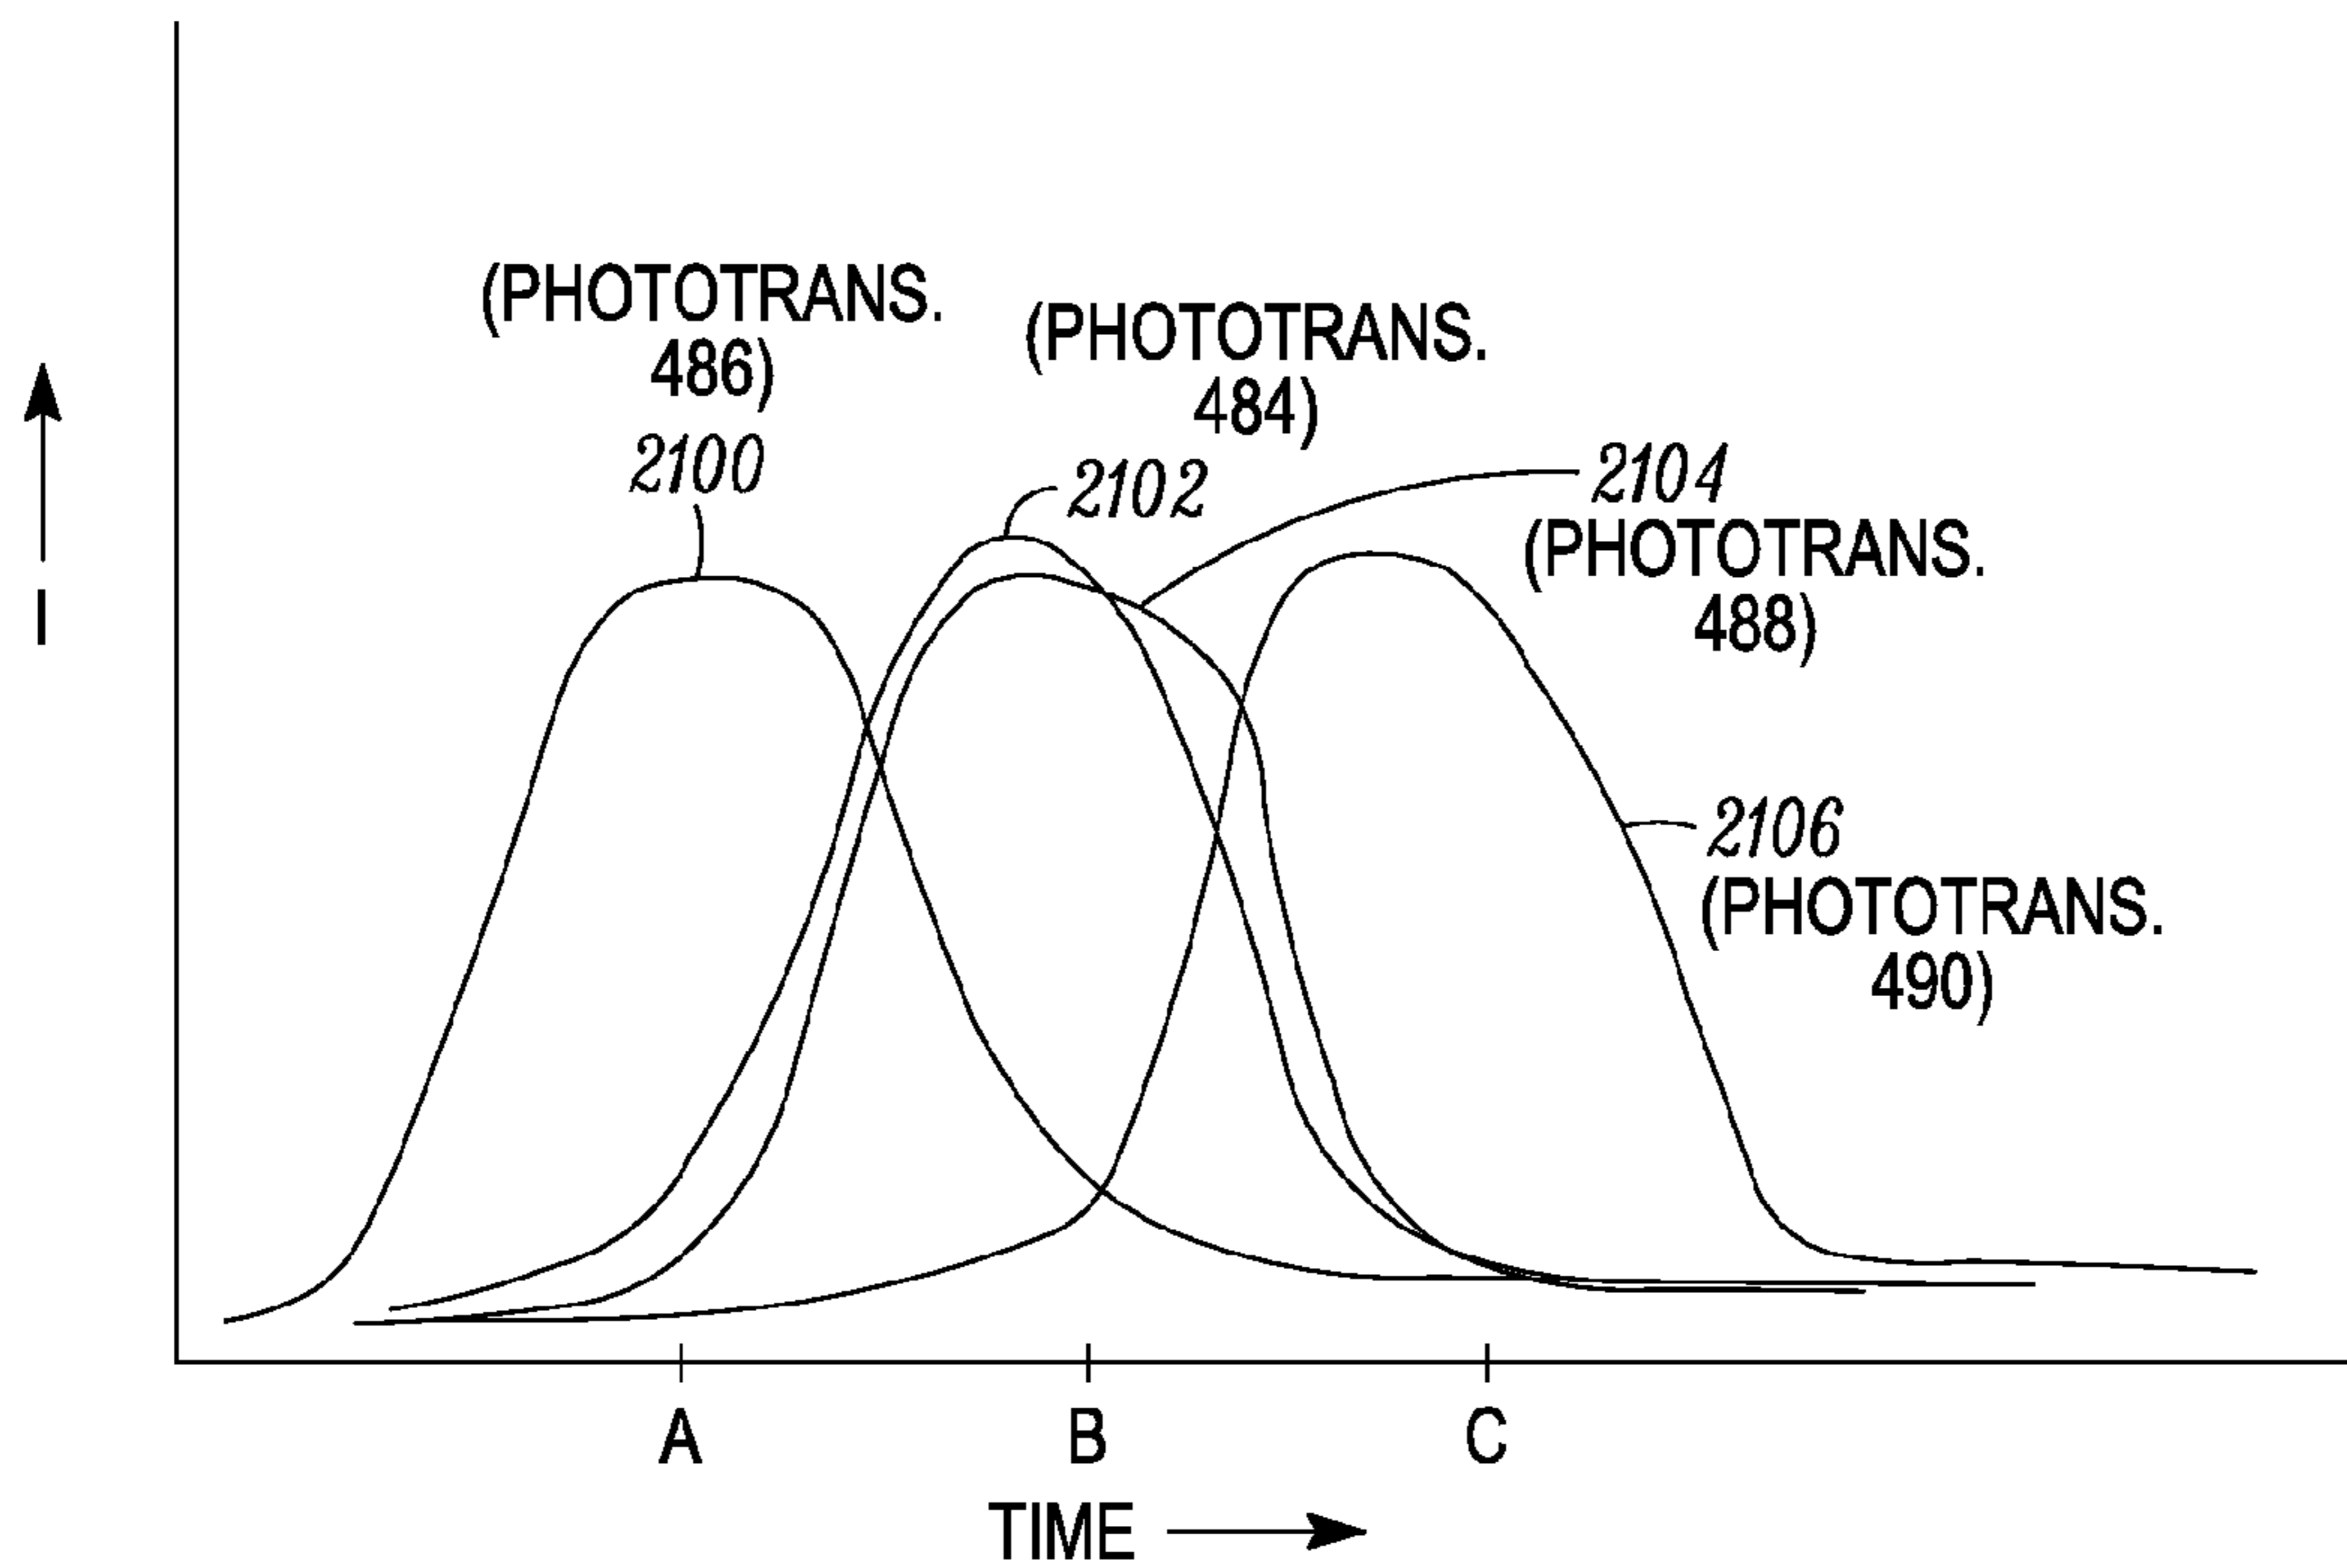 (PHOTOTRANS.
486)
2100
(PHOTOTRANS.
484)
2102
2104
(PHOTOTRANS.
488)
2106
(PHOTOTRANS.
490)
I
A
B
C
TIME